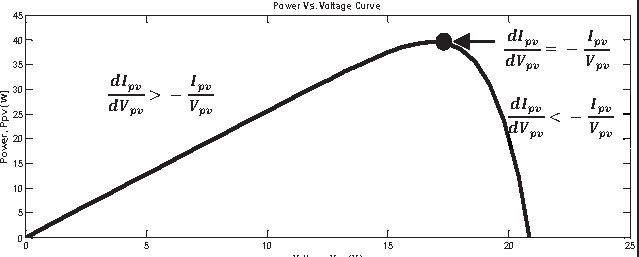 Power Vs. Voltage Curve
45
40
35
30
25
20
15
10
5
0
Power, Ppv (W)
dI_pv/dV_pv > − I_pv/V_pv
dI_pv/dV_pv = − I_pv/V_pv
dI_pv/dV_pv < − I_pv/V_pv
0 5 10 15 20 25